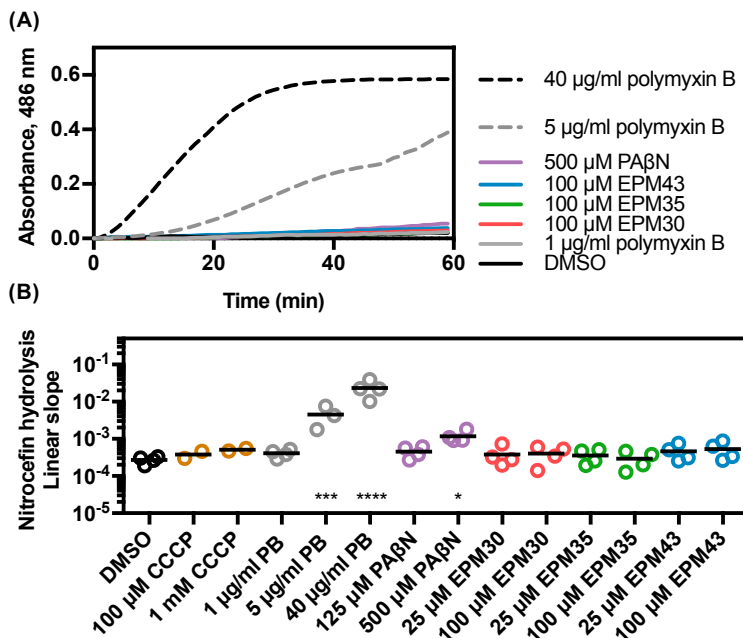 (A)
Absorbance, 486 nm
0.6
0.4
0.2
0.0
0
20
40
60
Time (min)
40 µg/ml polymyxin B
5 µg/ml polymyxin B
500 µM PAβN
100 µM EPM43
100 µM EPM35
100 µM EPM30
1 µg/ml polymyxin B
DMSO
(B)
Nitrocefin hydrolysis
Linear slope
10-1
10-2
10-3
10-4
10-5
***
****
*
DMSO
100 µM CCCP
1 mM CCCP
1 µg/ml PB
5 µg/ml PB
40 µg/ml PB
125 µM PAβN
500 µM PAβN
25 µM EPM30
100 µM EPM30
25 µM EPM35
100 µM EPM35
25 µM EPM43
100 µM EPM43